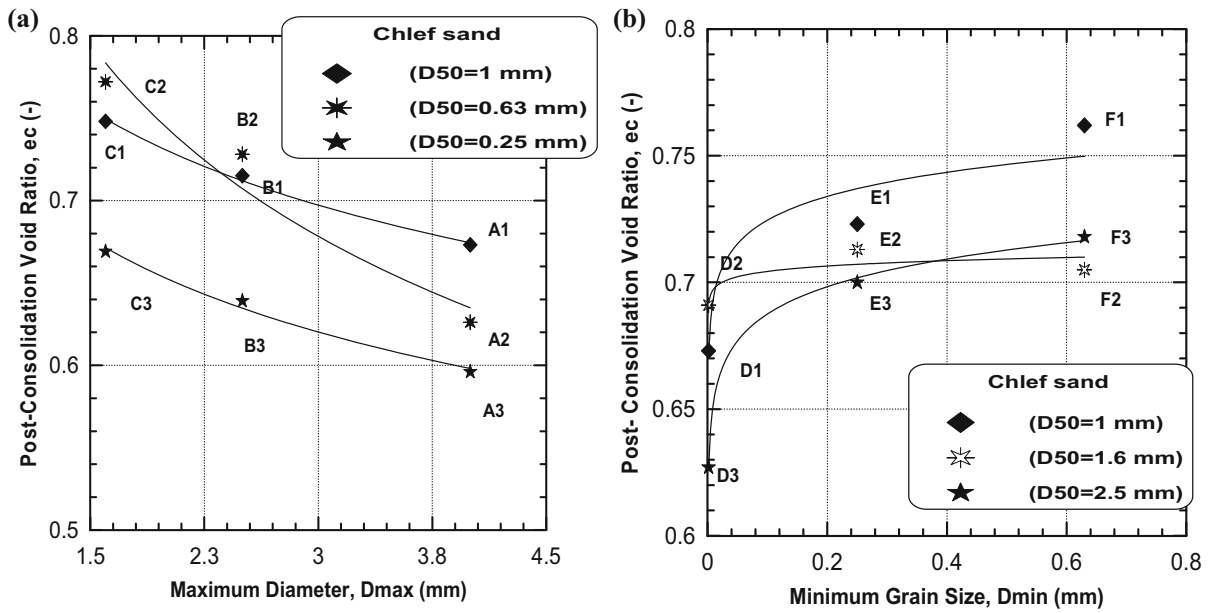 (a)
Chlef sand
(D50=1 mm)
(D50=0.63 mm)
(D50=0.25 mm)
0.8
0.7
0.6
0.5
Post-Consolidation Void Ratio, ec (-)
C2
B2
C1
B1
A1
C3
B3
A2
A3
1.5 2.3 3 3.8 4.5
Maximum Diameter, Dmax (mm)
(b)
0.8
0.75
0.7
0.65
0.6
Post- Consolidation Void Ratio, ec (-)
F1
E1
E2
F3
D2
E3
F2
D1
D3
Chlef sand
(D50=1 mm)
(D50=1.6 mm)
(D50=2.5 mm)
0 0.2 0.4 0.6 0.8
Minimum Grain Size, Dmin (mm)